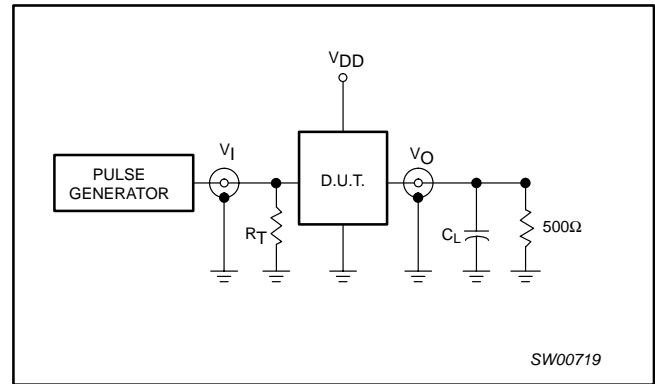 VDD
VI
VO
PULSE
GENERATOR
D.U.T.
RT
CL
500Ω
SW00719